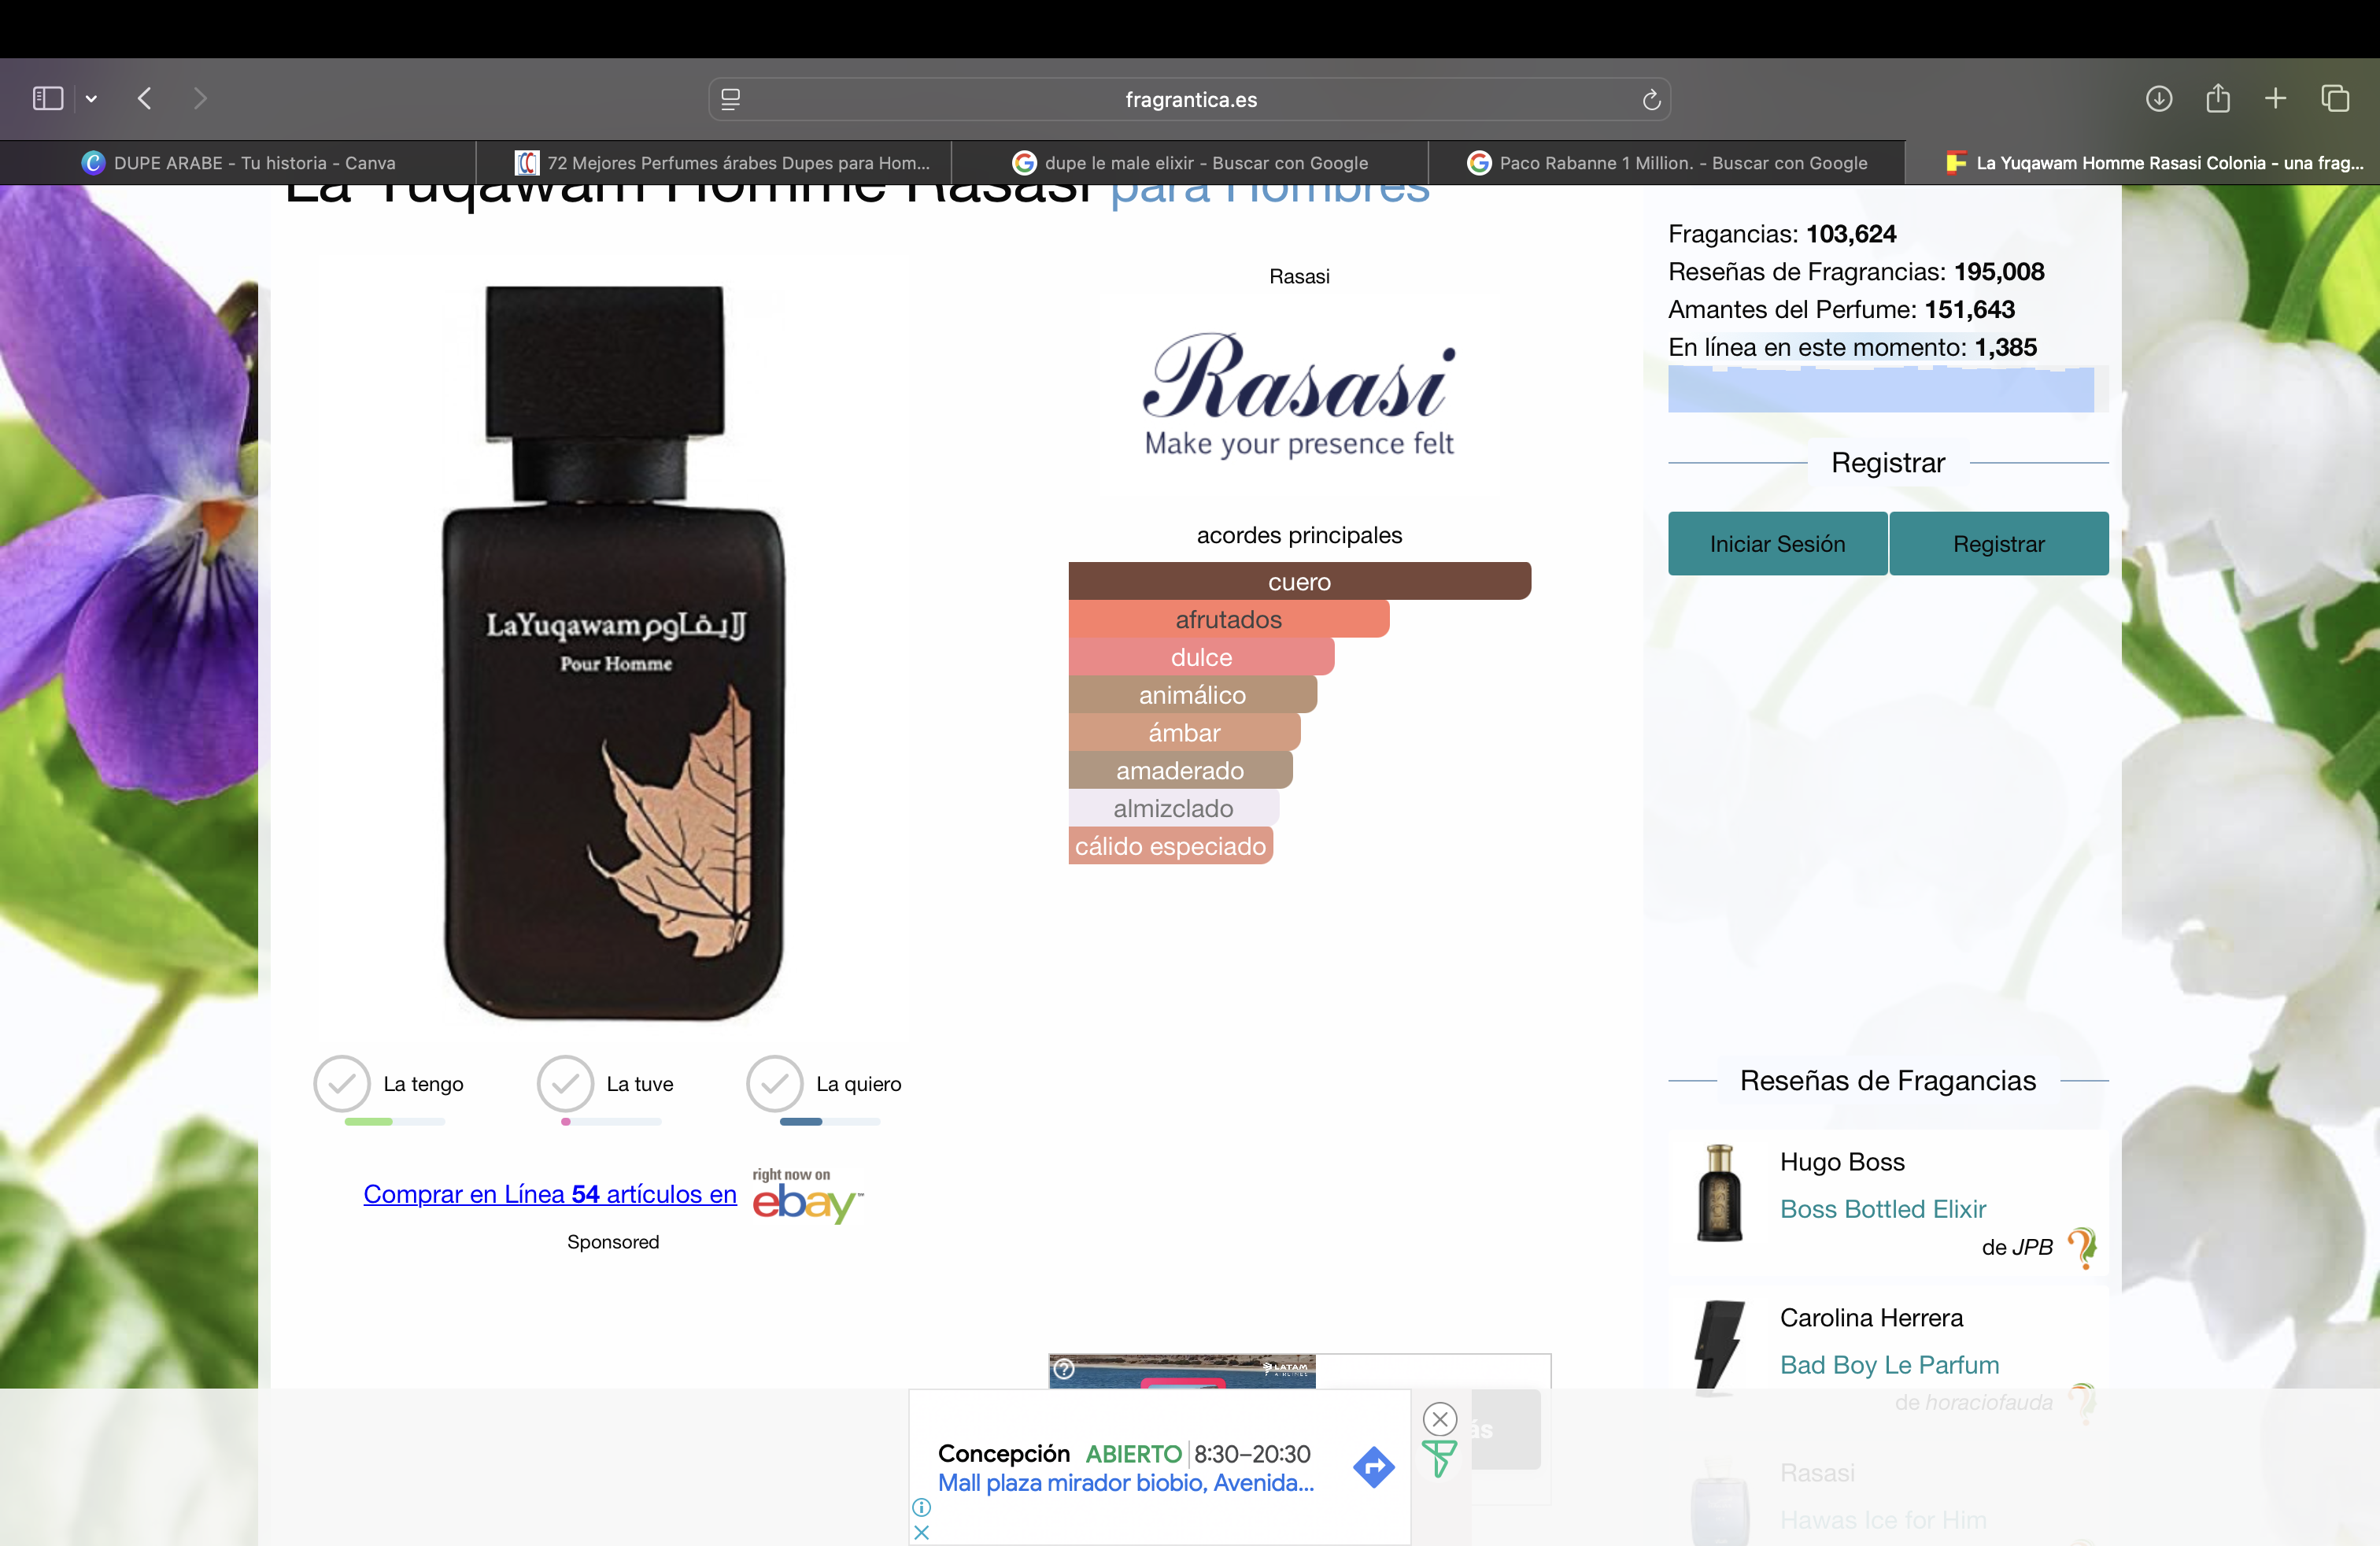 fragrantica.es
DUPE ARABE - Tu historia - Canva
72 Mejores Perfumes árabes Dupes para Hom...
dupe le male elixir - Buscar con Google
Paco Rabanne 1 Million. - Buscar con Google
La Yuqawam Homme Rasasi Colonia - una frag...
La Yuqawam Homme Rasasi para Hombres
LaYuqawam لايقاوم
Pour Homme
La tengo
La tuve
La quiero
Comprar en Línea 54 artículos en
right now on
ebay
Sponsored
Rasasi
Rasasi
Make your presence felt
acordes principales
cuero
afrutados
dulce
animálico
ámbar
amaderado
almizclado
cálido especiado
Fragancias: 103,624
Reseñas de Fragrancias: 195,008
Amantes del Perfume: 151,643
En línea en este momento: 1,385
Registrar
Iniciar Sesión
Registrar
Reseñas de Fragancias
Hugo Boss
Boss Bottled Elixir
de JPB
Carolina Herrera
Bad Boy Le Parfum
de horaciofauda
Rasasi
Hawas Ice for Him
LATAM
AIRLINES
Concepción ABIERTO 8:30–20:30
Mall plaza mirador biobio, Avenida...